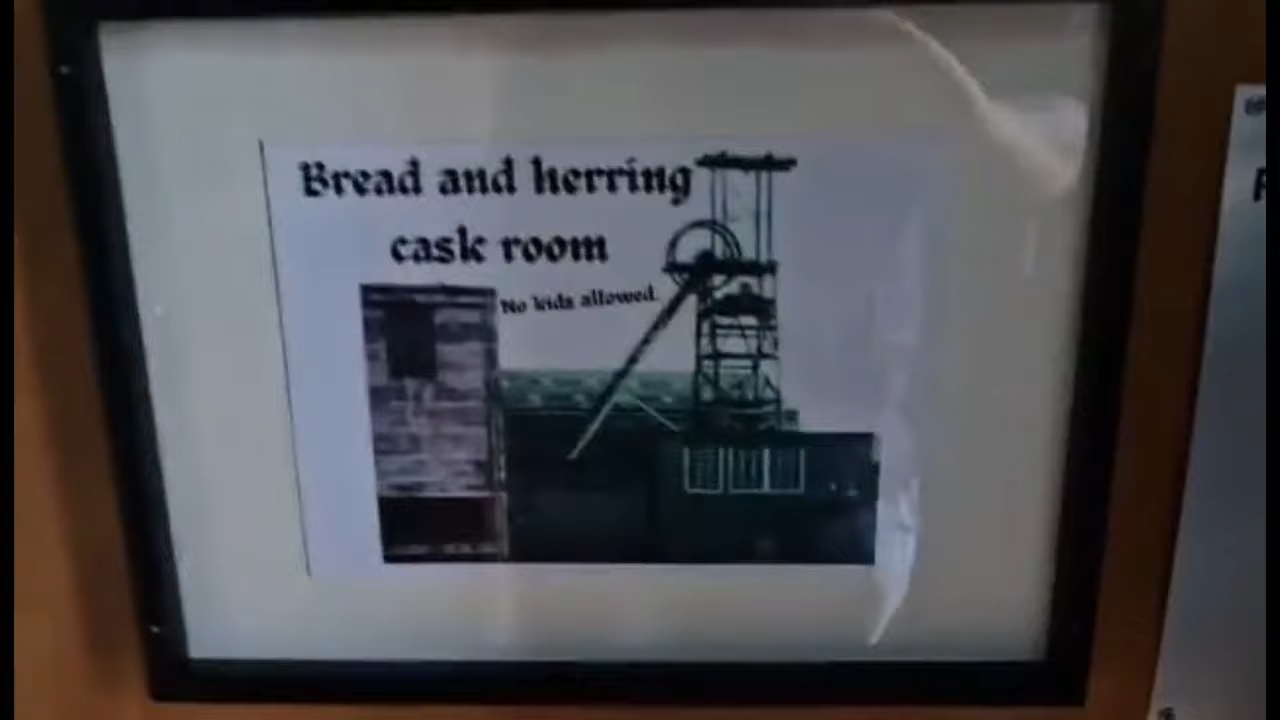 Bread and herring
cask room
No kids allowed.